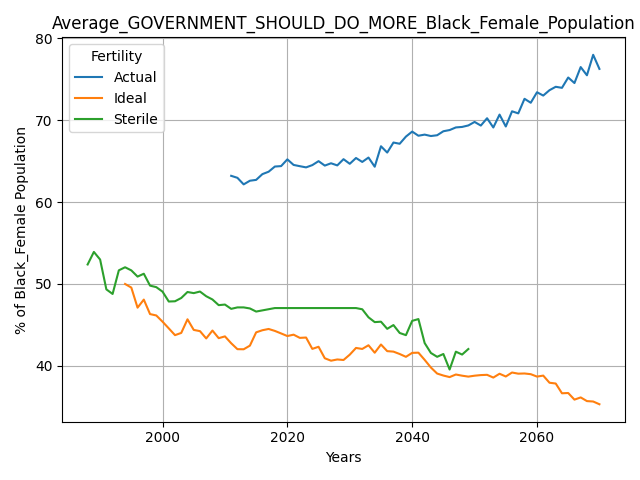 Average_GOVERNMENT_SHOULD_DO_MORE_Black_Female_Population
Fertility
Actual
Ideal
Sterile
% of Black_Female Population
80
70
60
50
40
2000 2020 2040 2060
Years